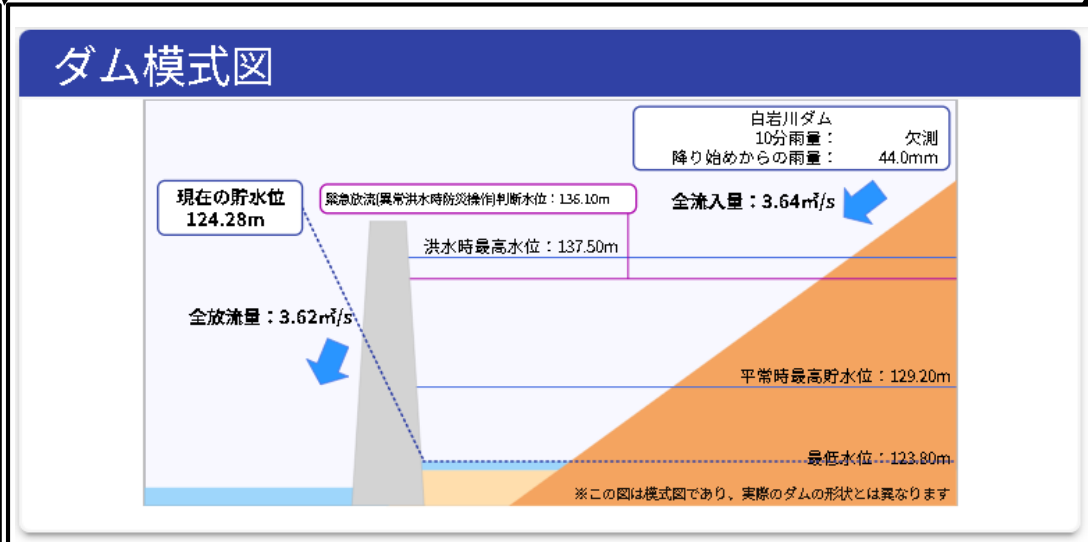 ダム模式図
白岩川ダム
10分雨量： 欠測
降り始めからの雨量： 44.0mm
現在の貯水位
124.28m
緊急放流(異常洪水時防災操作)判断水位：136.10m
全流入量：3.64㎥/s
洪水時最高水位：137.50m
全放流量：3.62㎥/s
平常時最高貯水位：129.20m
最低水位：123.80m
※この図は模式図であり、実際のダムの形状とは異なります